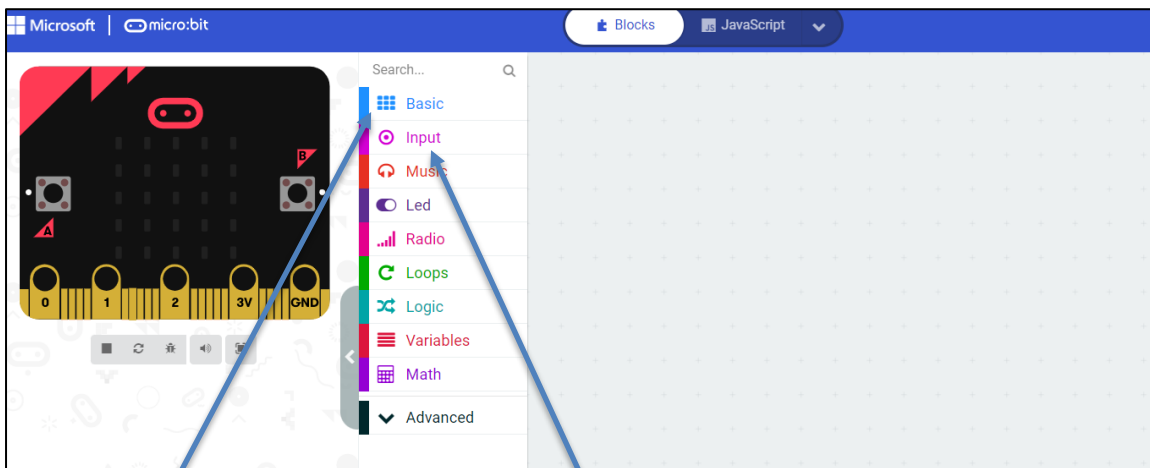 Microsoft micro:bit Blocks JS JavaScript
Search...
Basic
Input
Music
Led
Radio
Loops
Logic
Variables
Math
Advanced
B
A
0 1 2 3V GND